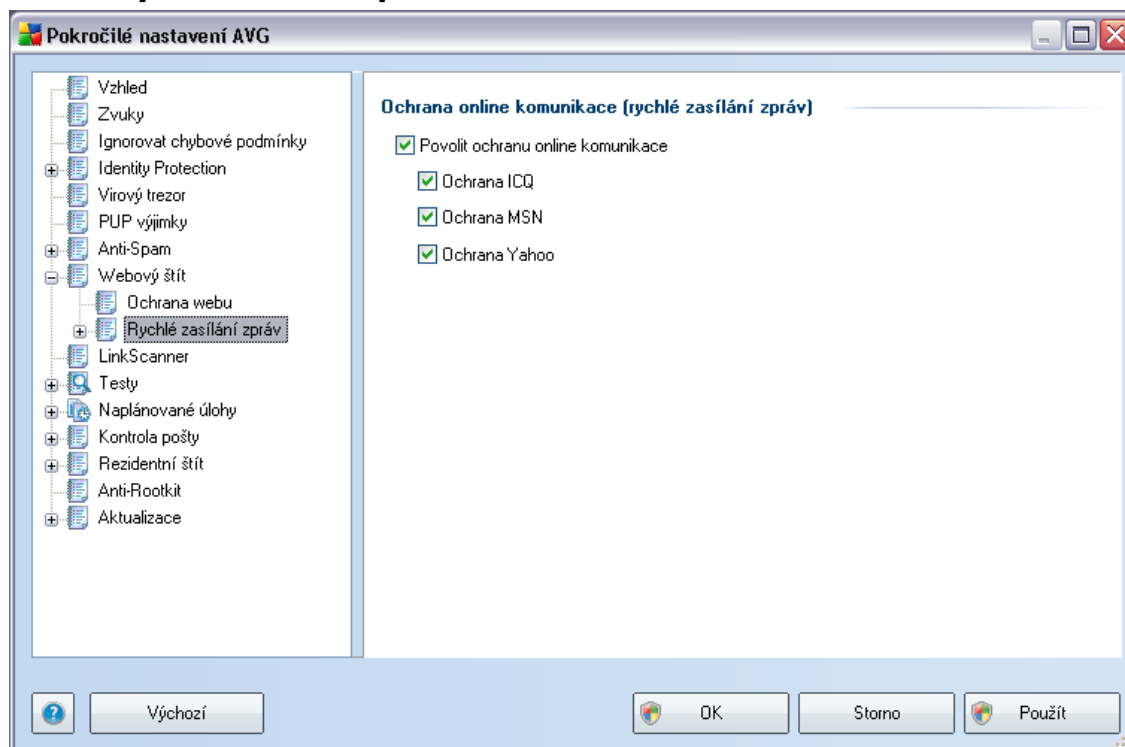 Pokročilé nastavení AVG
Vzhled
Zvuky
Ignorovat chybové podmínky
Identity Protection
Virový trezor
PUP výjimky
Anti-Spam
Webový štít
Ochrana webu
Rychlé zasílání zpráv
LinkScanner
Testy
Naplánované úlohy
Kontrola pošty
Rezidentní štít
Anti-Rootkit
Aktualizace
Ochrana online komunikace (rychlé zasílání zpráv)
Povolit ochranu online komunikace
Ochrana ICQ
Ochrana MSN
Ochrana Yahoo
Výchozí
OK
Storno
Použít